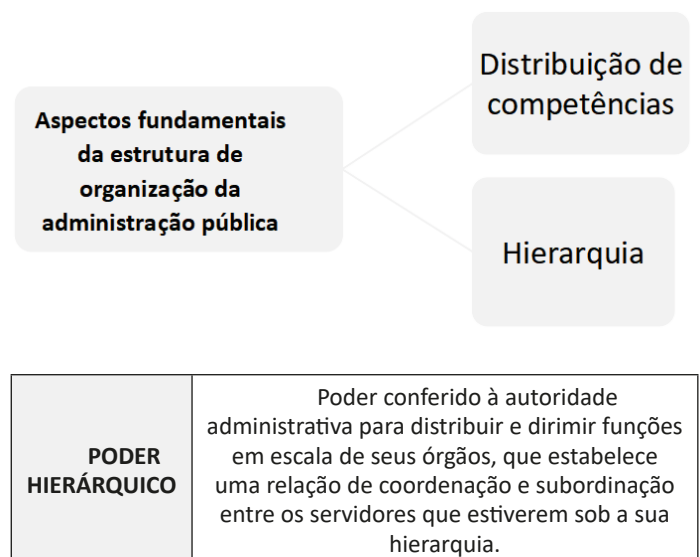 Distribuição de
competências
Aspectos fundamentais
da estrutura de
organização da
administração pública
Hierarquia
PODER
HIERÁRQUICO
Poder conferido à autoridade
administrativa para distribuir e dirimir funções
em escala de seus órgãos, que estabelece
uma relação de coordenação e subordinação
entre os servidores que estiverem sob a sua
hierarquia.